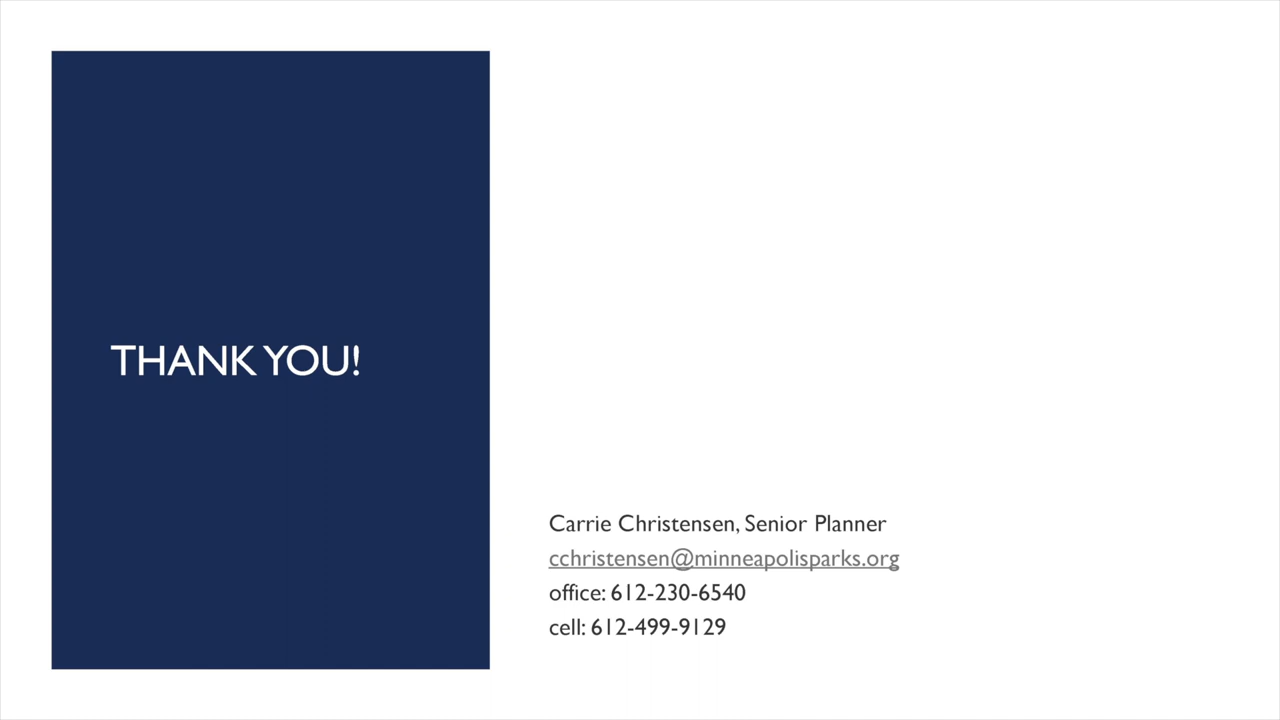 THANK YOU!
Carrie Christensen, Senior Planner
cchristensen@minneapolisparks.org
office: 612-230-6540
cell: 612-499-9129